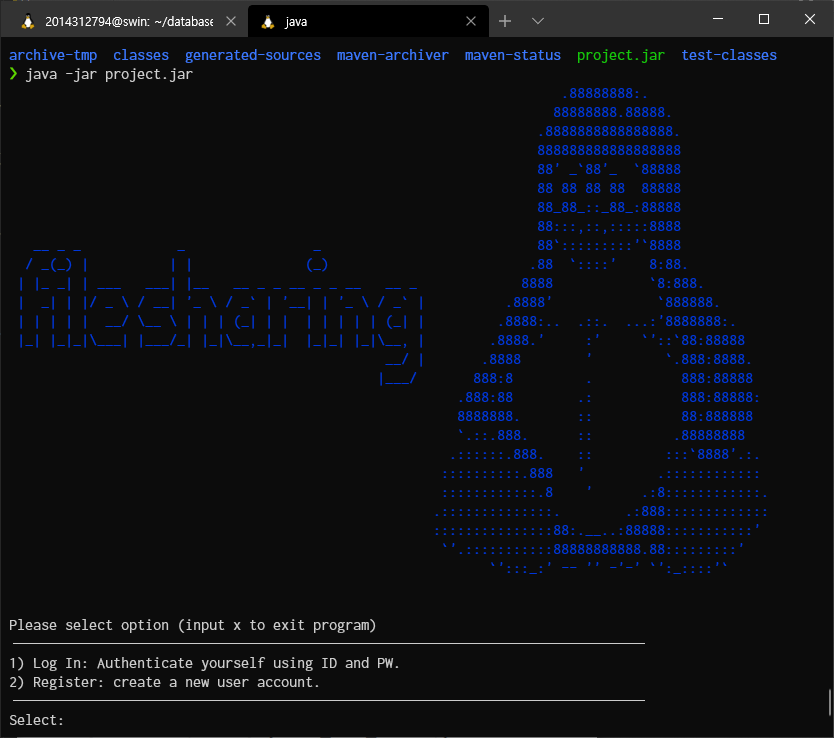 2014312794@swin: ~/database
java
archive-tmp classes generated-sources maven-archiver maven-status project.jar test-classes
❯ java -jar project.jar
filesharing
Please select option (input x to exit program)
1) Log In: Authenticate yourself using ID and PW.
2) Register: create a new user account.
Select: